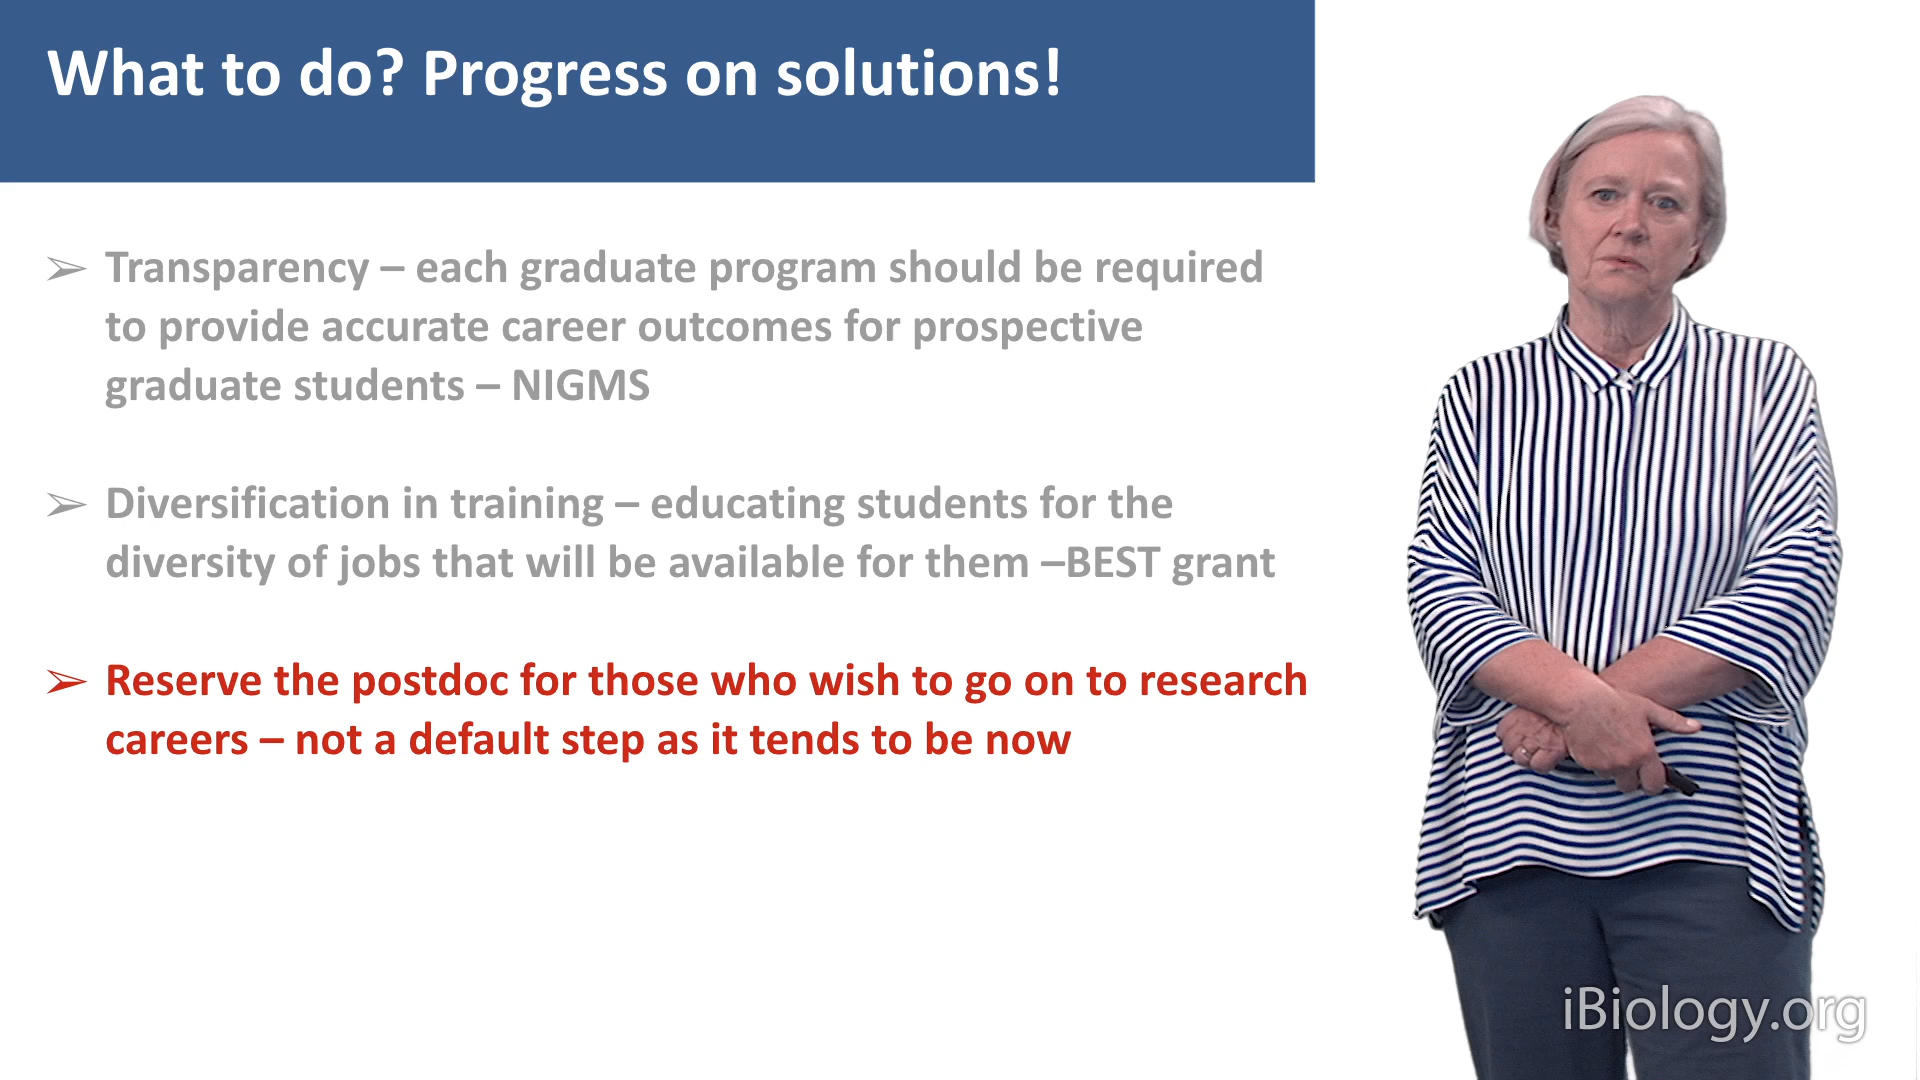 What to do? Progress on solutions!
➢ Transparency – each graduate program should be required
to provide accurate career outcomes for prospective
graduate students – NIGMS
➢ Diversification in training – educating students for the
diversity of jobs that will be available for them –BEST grant
➢ Reserve the postdoc for those who wish to go on to research
careers – not a default step as it tends to be now
iBiology.org